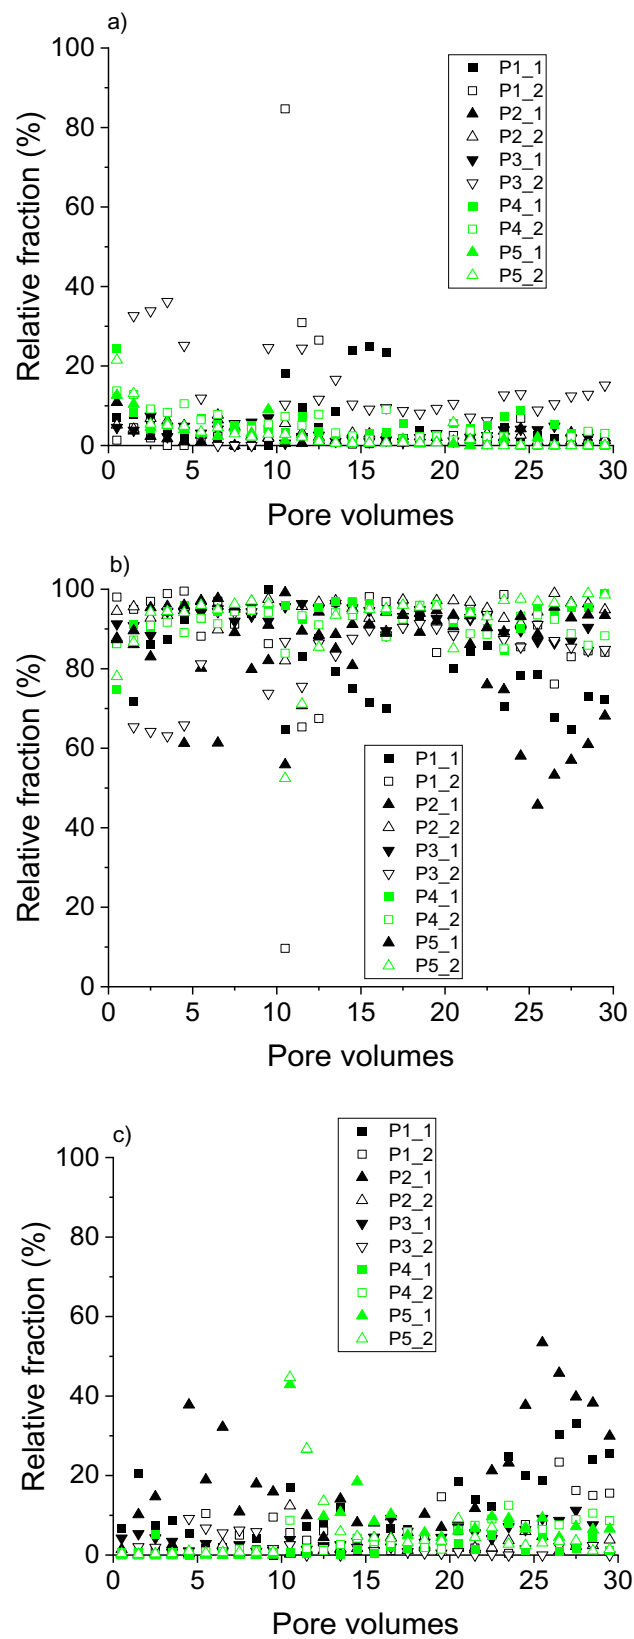 a)
100
80
60
40
20
0
Relative fraction (%)
P1_1
P1_2
P2_1
P2_2
P3_1
P3_2
P4_1
P4_2
P5_1
P5_2
0 5 10 15 20 25 30
Pore volumes
b)
100
80
60
40
20
0
Relative fraction (%)
P1_1
P1_2
P2_1
P2_2
P3_1
P3_2
P4_1
P4_2
P5_1
P5_2
0 5 10 15 20 25 30
Pore volumes
c)
100
80
60
40
20
0
Relative fraction (%)
P1_1
P1_2
P2_1
P2_2
P3_1
P3_2
P4_1
P4_2
P5_1
P5_2
0 5 10 15 20 25 30
Pore volumes